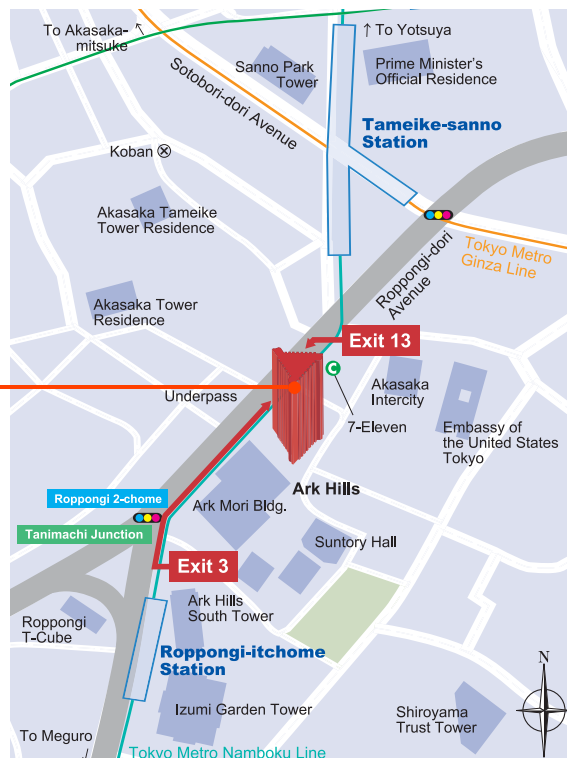 To Akasaka-
mitsuke
↑ To Yotsuya
Sanno Park
Tower
Prime Minister's
Official Residence
Sotobori-dori Avenue
Tameike-sanno
Station
Koban
Akasaka Tameike
Tower Residence
Tokyo Metro
Ginza Line
Roppongi-dori
Avenue
Akasaka Tower
Residence
Exit 13
Underpass
C
7-Eleven
Akasaka
Intercity
Embassy of
the United States
Tokyo
Ark Hills
Roppongi 2-chome
Ark Mori Bldg.
Tanimachi Junction
Suntory Hall
Exit 3
Ark Hills
South Tower
Roppongi
T-Cube
Roppongi-itchome
Station
N
Izumi Garden Tower
Shiroyama
Trust Tower
To Meguro
Tokyo Metro Namboku Line